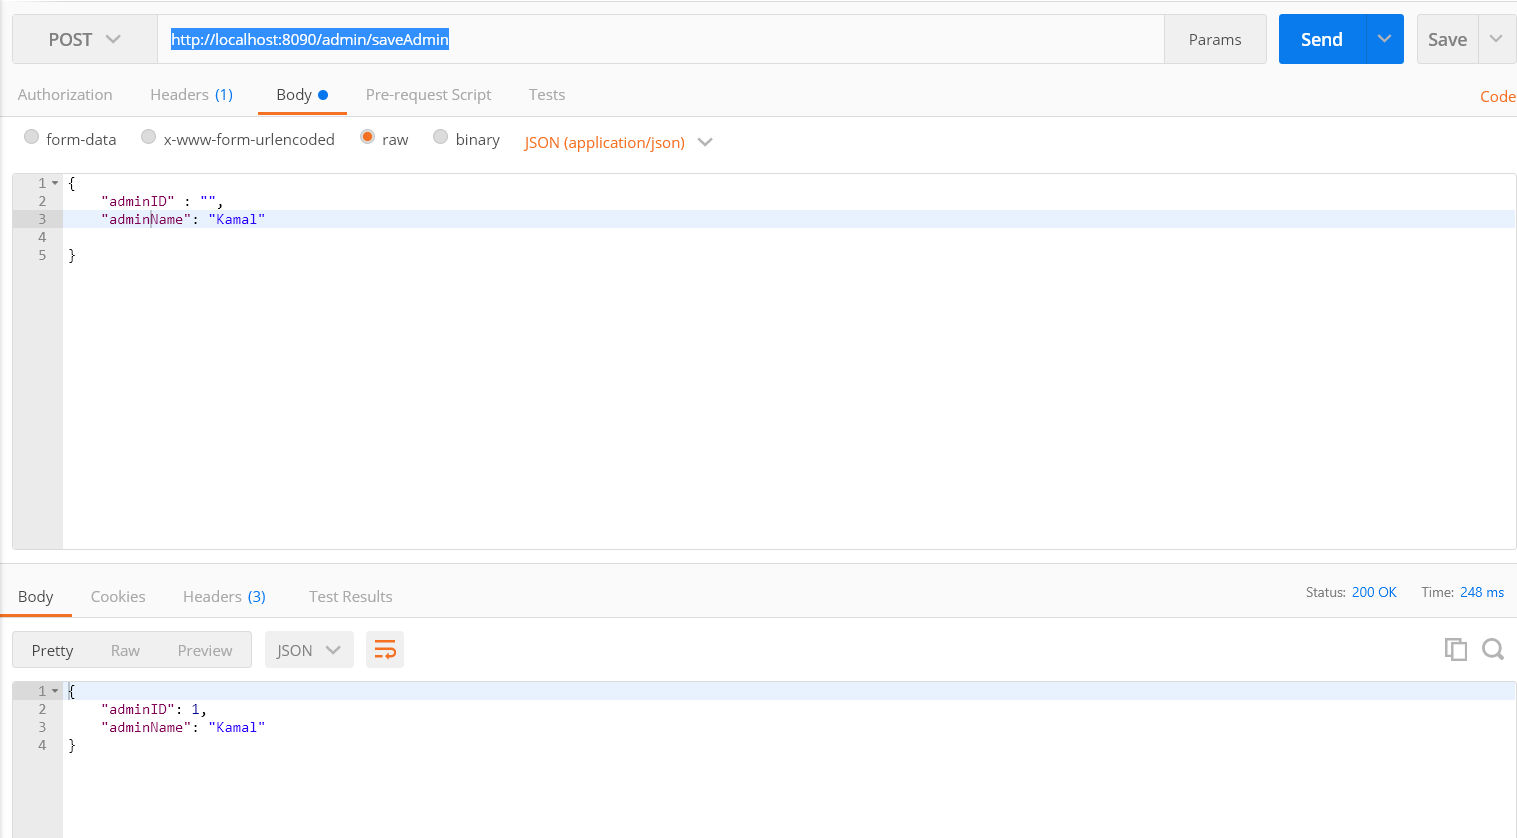 POST http://localhost:8090/admin/saveAdmin Params Send Save
Authorization Headers (1) Body Pre-request Script Tests Code
form-data x-www-form-urlencoded raw binary JSON (application/json)
1 {
2 "adminID" : "",
3 "adminName": "Kamal"
4
5 }
Body Cookies Headers (3) Test Results Status: 200 OK Time: 248 ms
Pretty Raw Preview JSON
1 {
2 "adminID": 1,
3 "adminName": "Kamal"
4 }